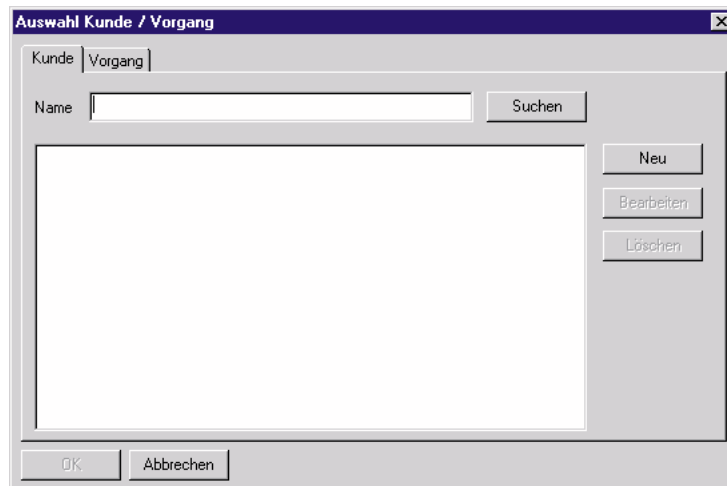 Auswahl Kunde / Vorgang
Kunde Vorgang
Name Suchen
Neu
Bearbeiten
Löschen
OK Abbrechen